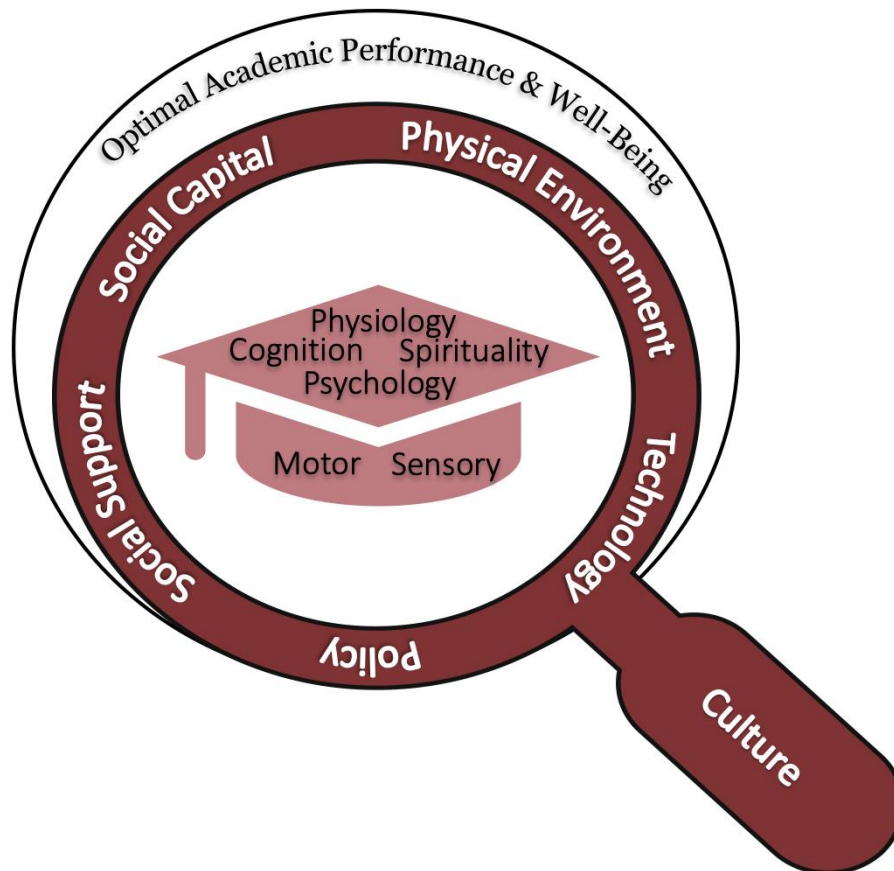 Optimal Academic Performance & Well-Being
Social Capital
Physical Environment
Technology
Policy
Social Support
Physiology
Cognition Spirituality
Psychology
Motor Sensory
Culture